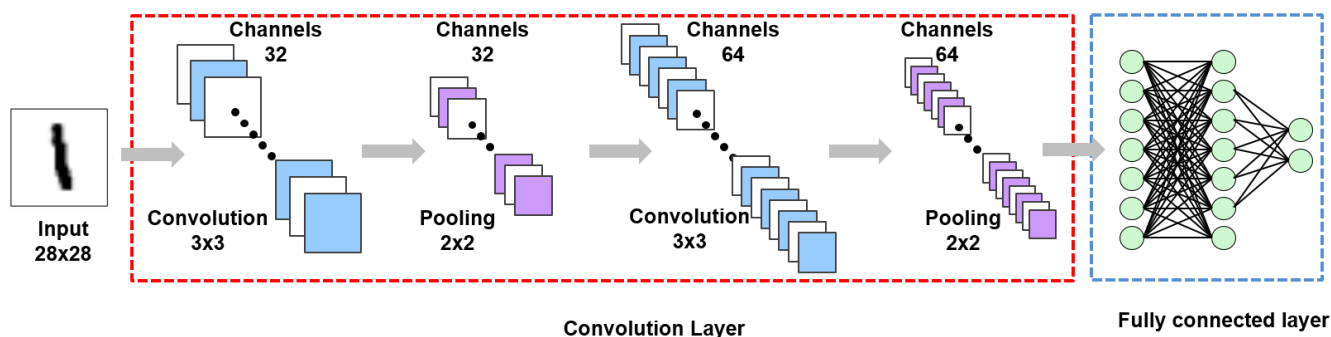 Channels
32
Channels
32
Channels
64
Channels
64
Input
28x28
Convolution
3x3
Pooling
2x2
Convolution
3x3
Pooling
2x2
Convolution Layer
Fully connected layer